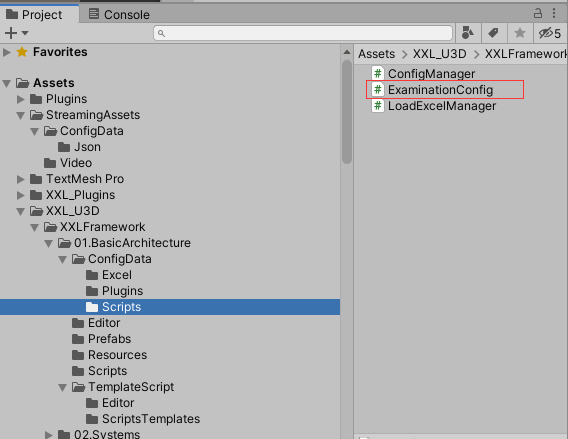 Project
Console
5
Favorites
Assets
Plugins
StreamingAssets
ConfigData
Json
Video
TextMesh Pro
XXL_Plugins
XXL_U3D
XXLFramework
01.BasicArchitecture
ConfigData
Excel
Plugins
Scripts
Editor
Prefabs
Resources
Scripts
TemplateScript
Editor
ScriptsTemplates
02.Systems
Assets > XXL_U3D > XXLFramework
# ConfigManager
# ExaminationConfig
# LoadExcelManager